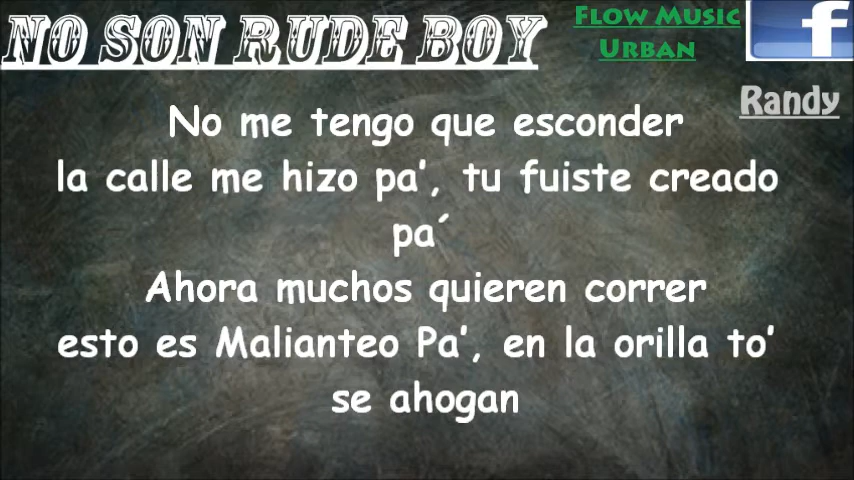 NO SON RUDE BOY
FLOW MUSIC
URBAN
f
Randy
No me tengo que esconder
la calle me hizo pa', tu fuiste creado
pa´
Ahora muchos quieren correr
esto es Malianteo Pa', en la orilla to'
se ahogan